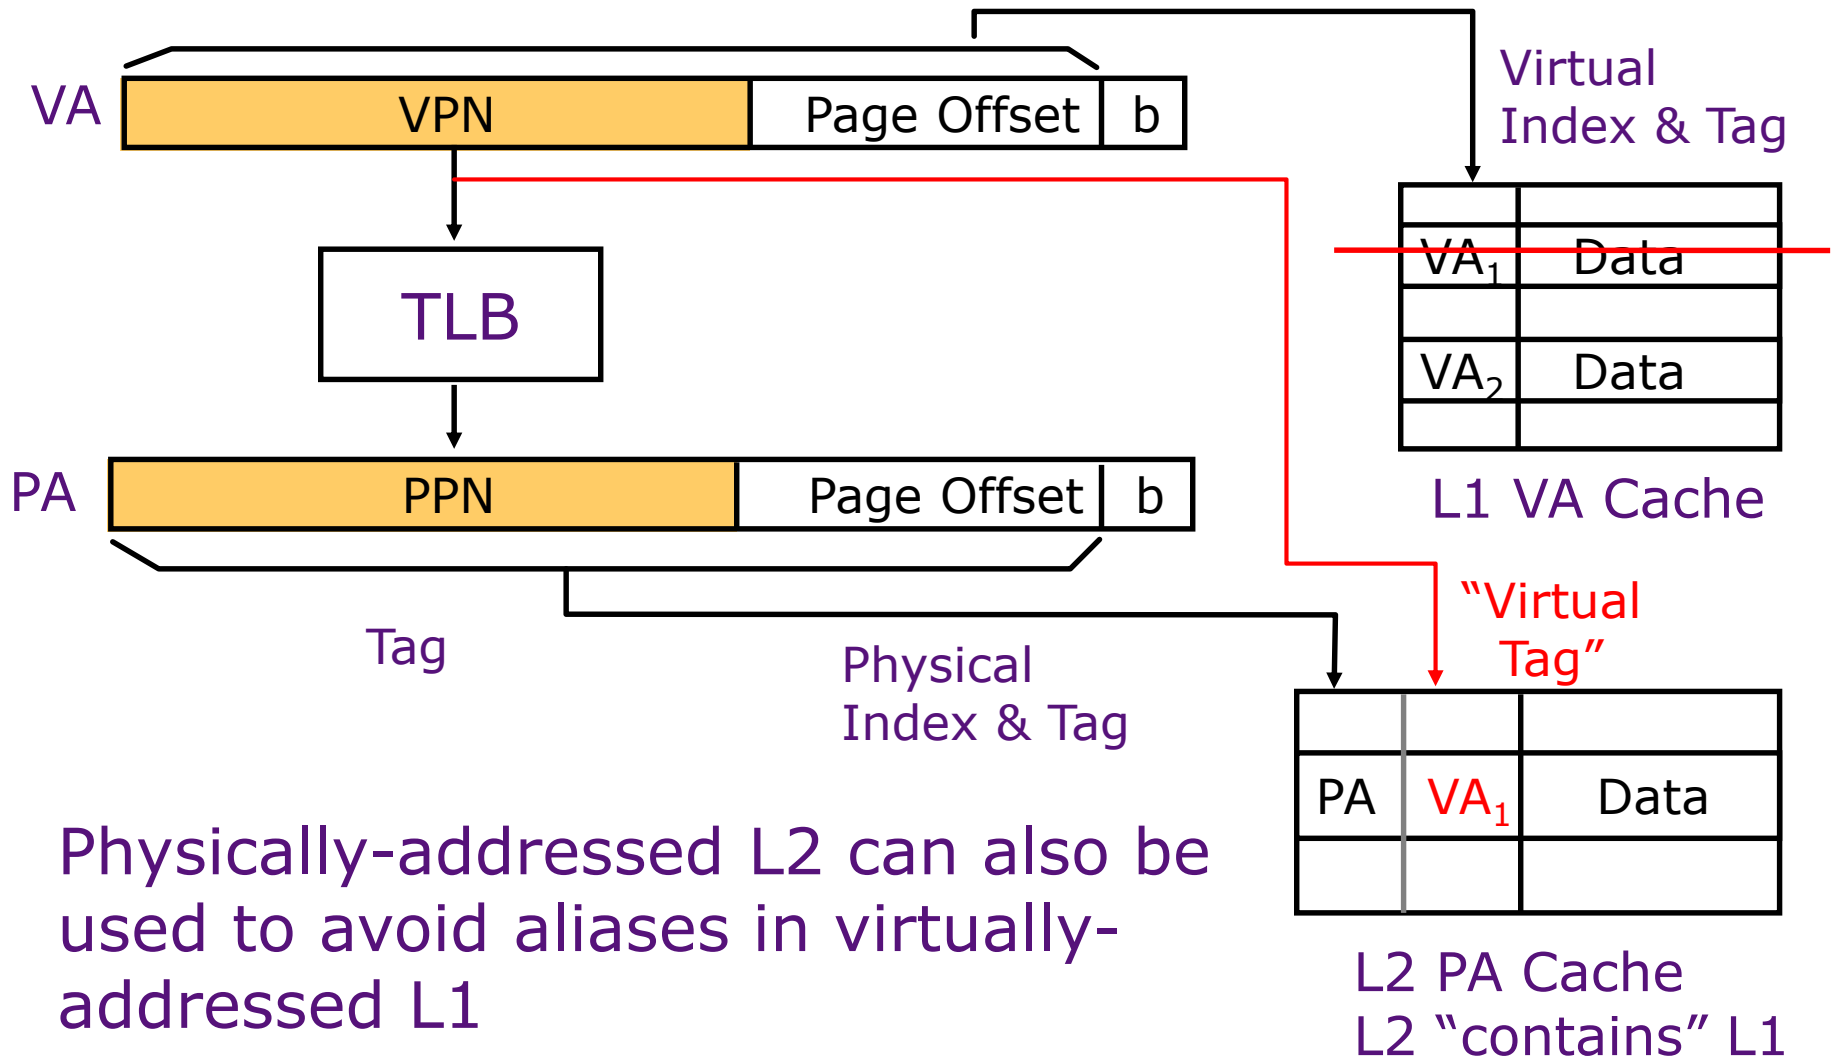 VA
VPN
Page Offset
b
Virtual
Index & Tag
TLB
VA₁
Data
VA₂
Data
L1 VA Cache
PA
PPN
Page Offset
b
Tag
Physical
Index & Tag
“Virtual
Tag”
PA
VA₁
Data
L2 PA Cache
L2 “contains” L1
Physically-addressed L2 can also be
used to avoid aliases in virtually-
addressed L1